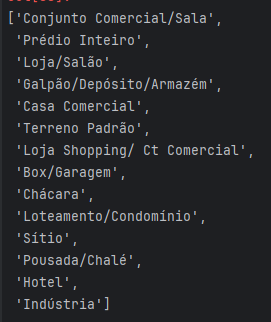 ['Conjunto Comercial/Sala',
'Prédio Inteiro',
'Loja/Salão',
'Galpão/Depósito/Armazém',
'Casa Comercial',
'Terreno Padrão',
'Loja Shopping/ Ct Comercial',
'Box/Garagem',
'Chácara',
'Loteamento/Condomínio',
'Sítio',
'Pousada/Chalé',
'Hotel',
'Indústria']